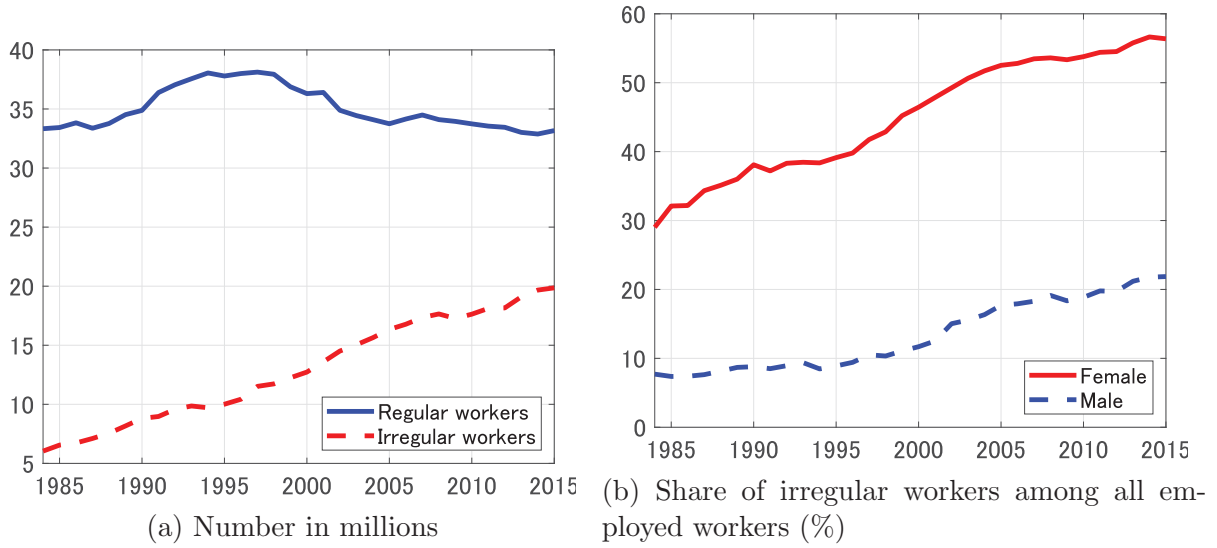 40
35
30
25
20
15
10
5
1985 1990 1995 2000 2005 2010 2015
Regular workers
Irregular workers
(a) Number in millions
60
50
40
30
20
10
0
1985 1990 1995 2000 2005 2010 2015
Female
Male
(b) Share of irregular workers among all em-
ployed workers (%)